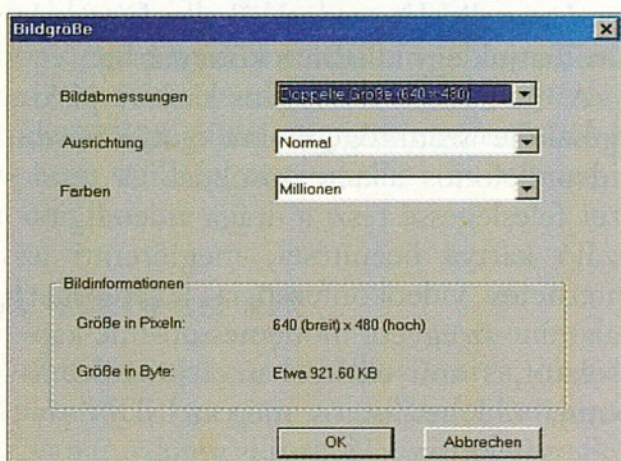 Bildgröße
Bildabmessungen Doppelte Größe (640 x 480)
Ausrichtung Normal
Farben Millionen
Bildinformationen
Größe in Pixeln: 640 (breit) x 480 (hoch)
Größe in Byte: Etwa 921.60 KB
OK Abbrechen